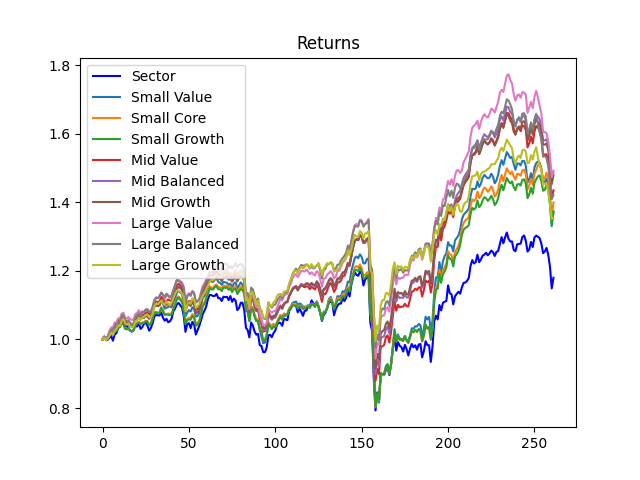 Returns
1.8
1.6
1.4
1.2
1.0
0.8
Sector
Small Value
Small Core
Small Growth
Mid Value
Mid Balanced
Mid Growth
Large Value
Large Balanced
Large Growth
0 50 100 150 200 250